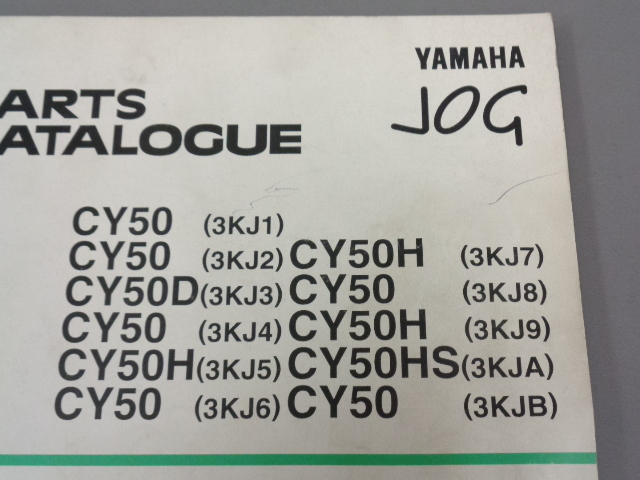 YAMAHA
JOG
ARTS
ATALOGUE
CY50 (3KJ1)
CY50 (3KJ2) CY50H (3KJ7)
CY50D (3KJ3) CY50 (3KJ8)
CY50 (3KJ4) CY50H (3KJ9)
CY50H (3KJ5) CY50HS (3KJA)
CY50 (3KJ6) CY50 (3KJB)